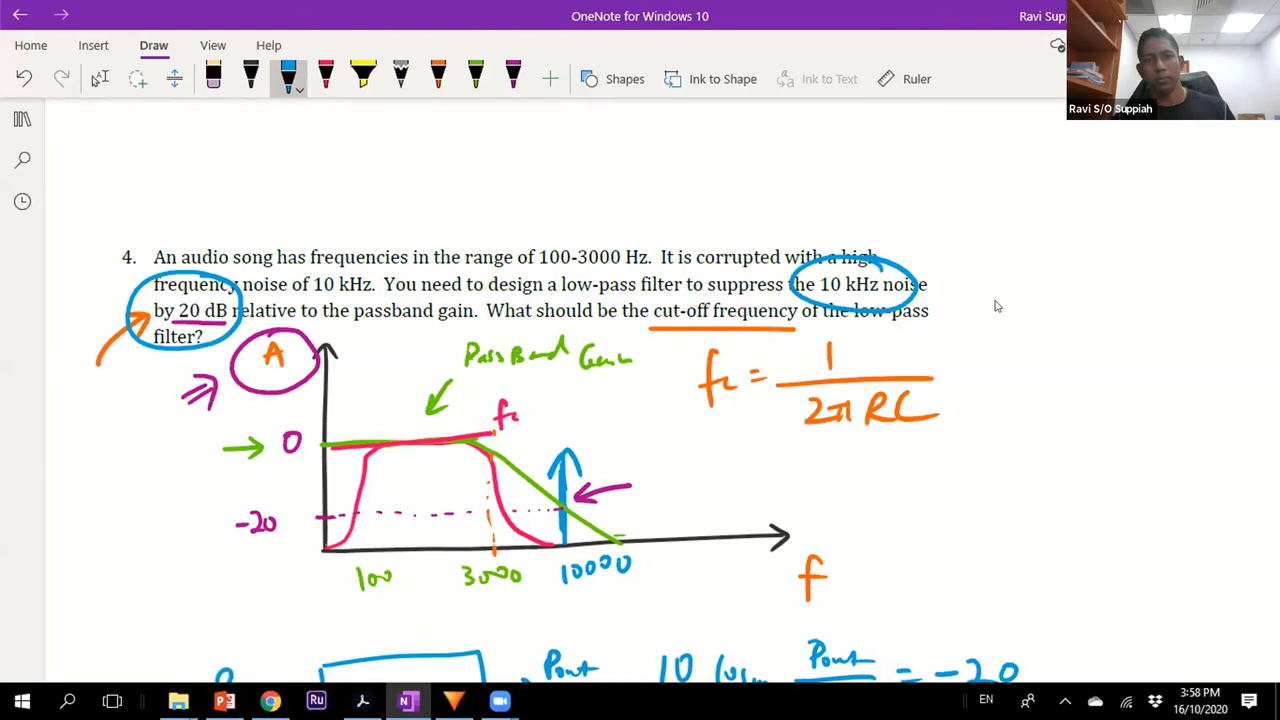 OneNote for Windows 10
Ravi Sup
Home Insert Draw View Help
Shapes Ink to Shape Ink to Text Ruler
Ravi S/O Suppiah
4. An audio song has frequencies in the range of 100-3000 Hz. It is corrupted with a high
frequency noise of 10 kHz. You need to design a low-pass filter to suppress the 10 kHz noise
by 20 dB relative to the passband gain. What should be the cut-off frequency of the low-pass
filter?
A
PassBand Gain
fc = 1 / 2π RC
fc
0
-20
100 3000 10000
f
Pout
10 log Pout = -20
EN
3:58 PM
16/10/2020